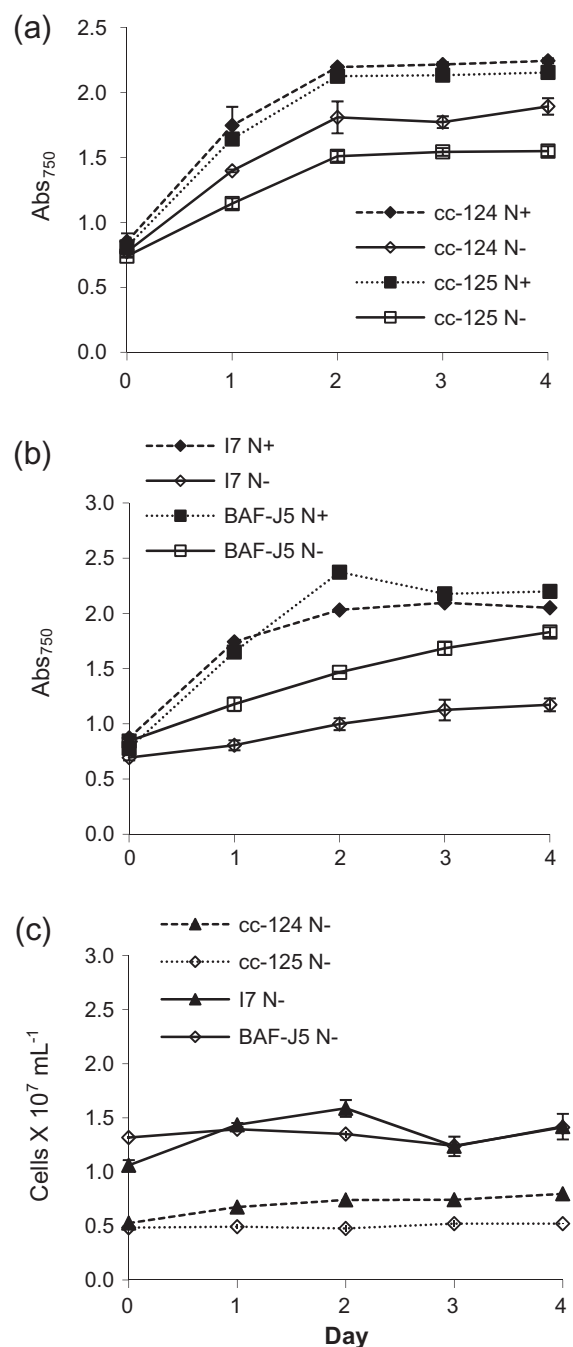 (a)
2.5
2.0
1.5
1.0
0.5
0.0
Abs750
0 1 2 3 4
cc-124 N+
cc-124 N-
cc-125 N+
cc-125 N-
(b)
I7 N+
I7 N-
BAF-J5 N+
BAF-J5 N-
3.0
2.5
2.0
1.5
1.0
0.5
0.0
Abs750
0 1 2 3 4
(c)
cc-124 N-
cc-125 N-
I7 N-
BAF-J5 N-
3.0
2.5
2.0
1.5
1.0
0.5
0.0
Cells X 10^7 mL^-1
0 1 2 3 4
Day